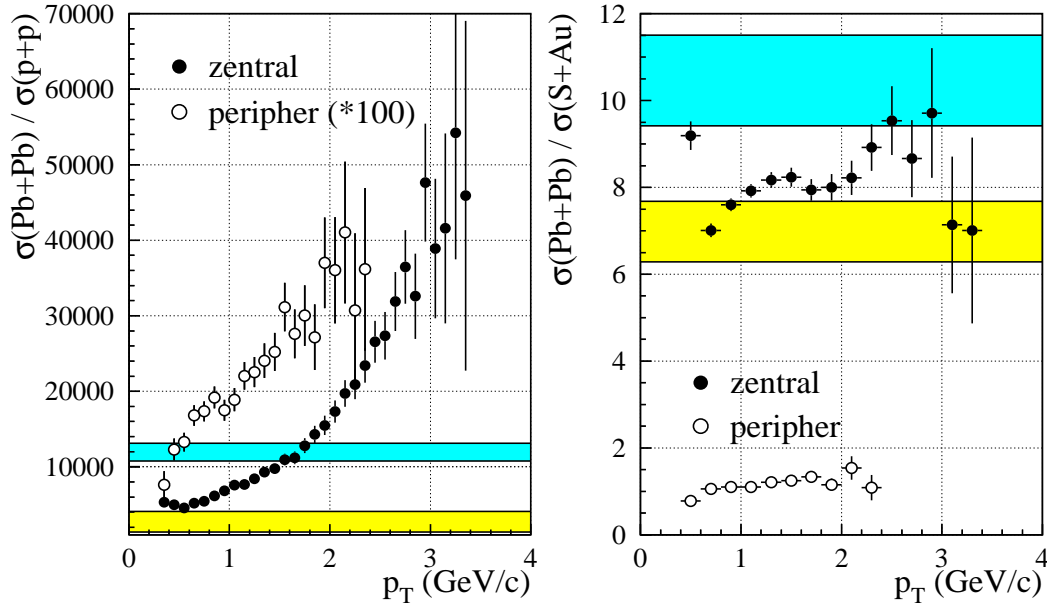 σ(Pb+Pb) / σ(p+p)
70000
60000
50000
40000
30000
20000
10000
0 1 2 3 4
p_T (GeV/c)
zentral
peripher (*100)
σ(Pb+Pb) / σ(S+Au)
12
10
8
6
4
2
0
0 1 2 3 4
p_T (GeV/c)
zentral
peripher